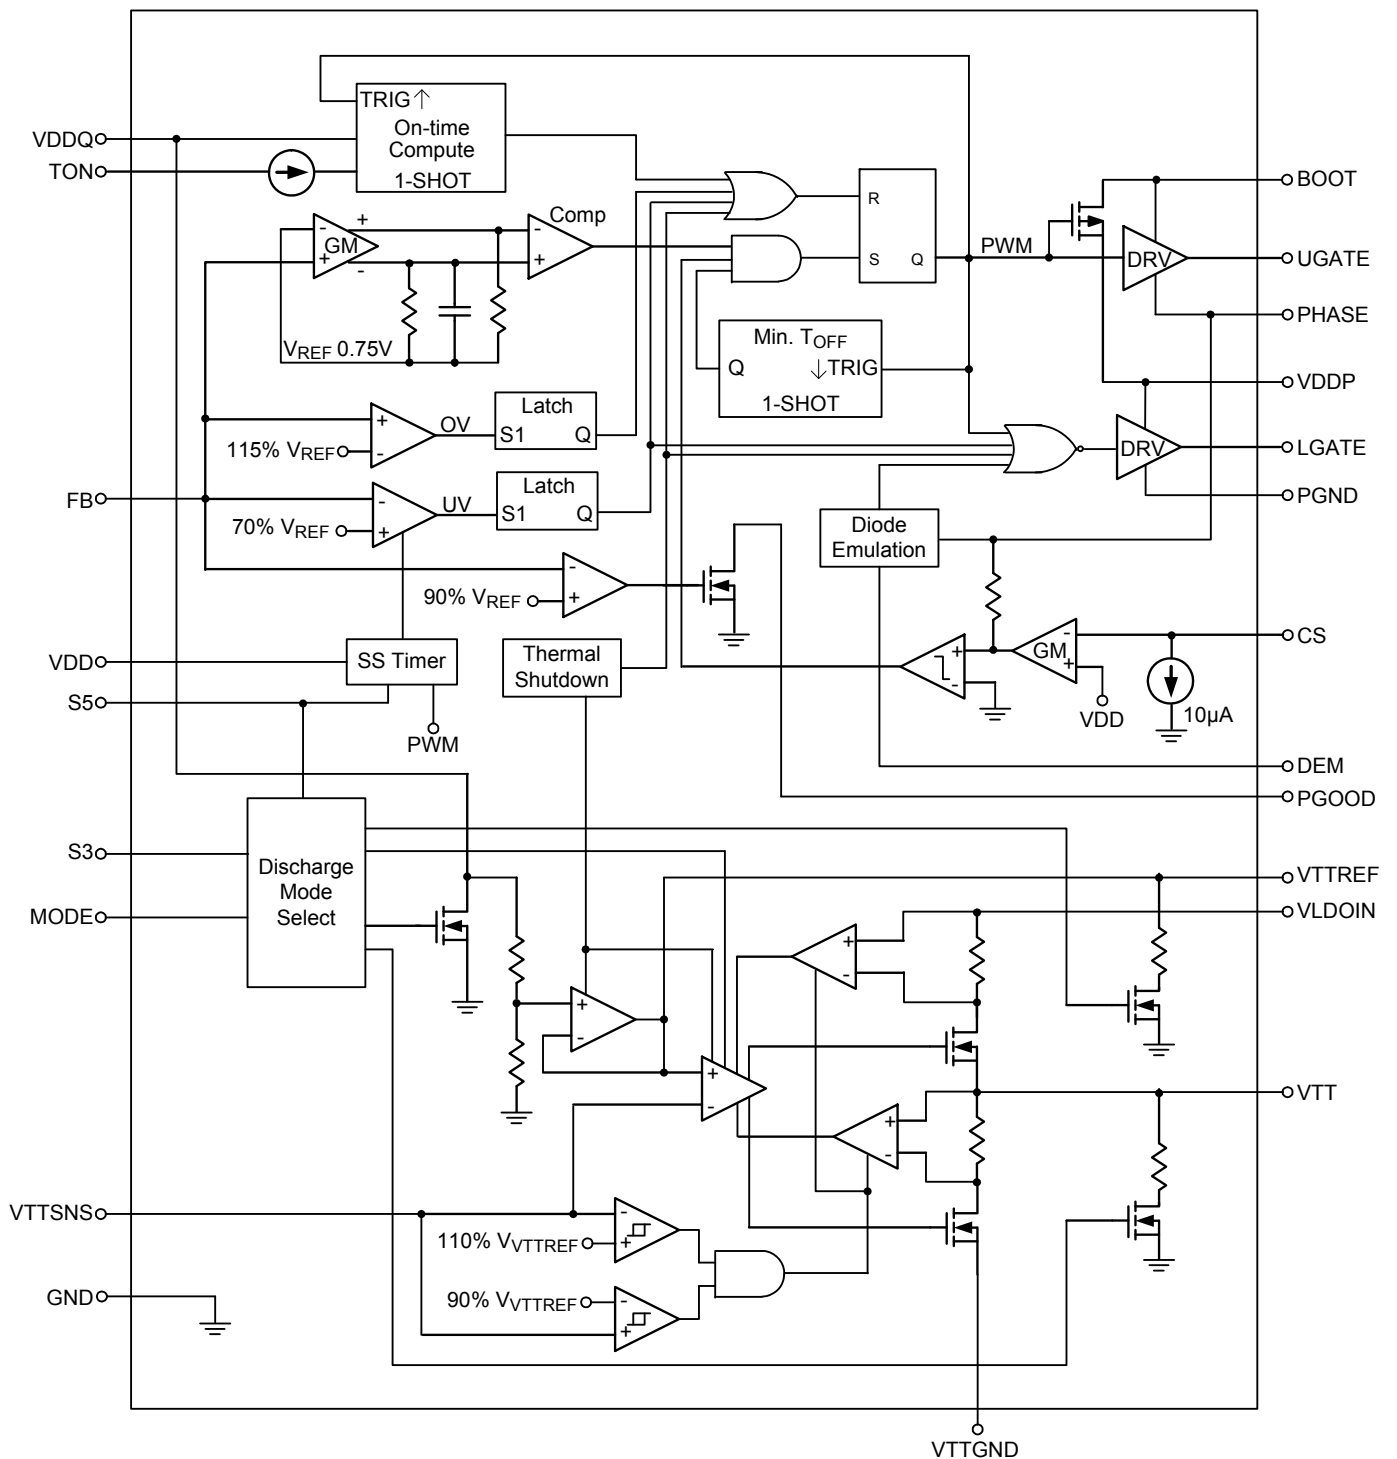 TRIG↑
On-time
Compute
1-SHOT
VDDQ
TON
BOOT
R
S
Q
PWM
DRV
UGATE
PHASE
+
-
GM
+
-
Comp
-
+
VREF 0.75V
Min. TOFF
Q
↓TRIG
1-SHOT
VDDP
+
-
OV
115% VREF
Latch
S1
Q
DRV
LGATE
PGND
FB
-
+
UV
70% VREF
Latch
S1
Q
Diode
Emulation
-
+
90% VREF
CS
-
GM
+
+
-
VDD
10µA
VDD
SS Timer
Thermal
Shutdown
S5
PWM
DEM
PGOOD
S3
MODE
Discharge
Mode
Select
VTTREF
VLDOIN
+
-
+
-
+
-
+
-
VTT
VTTSNS
-
+
110% VVTTREF
90% VVTTREF
-
+
GND
VTTGND